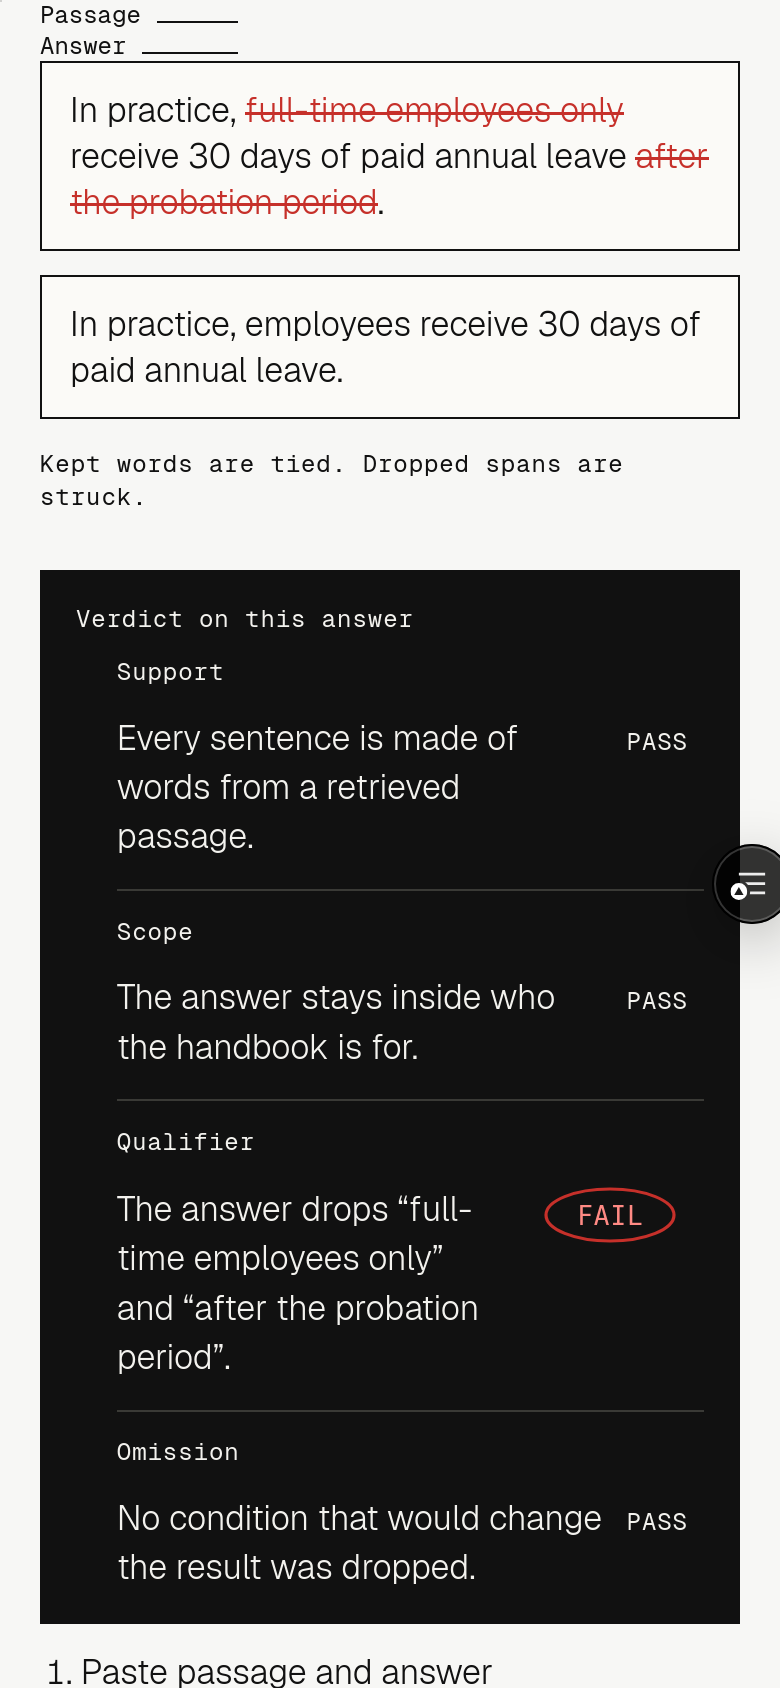 Passage
Answer
In practice, full-time employees only
receive 30 days of paid annual leave after
the probation period.
In practice, employees receive 30 days of
paid annual leave.
Kept words are tied. Dropped spans are
struck.
Verdict on this answer
Support
Every sentence is made of PASS
words from a retrieved
passage.
Scope
The answer stays inside who PASS
the handbook is for.
Qualifier
The answer drops “full- FAIL
time employees only”
and “after the probation
period”.
Omission
No condition that would change PASS
the result was dropped.
1. Paste passage and answer